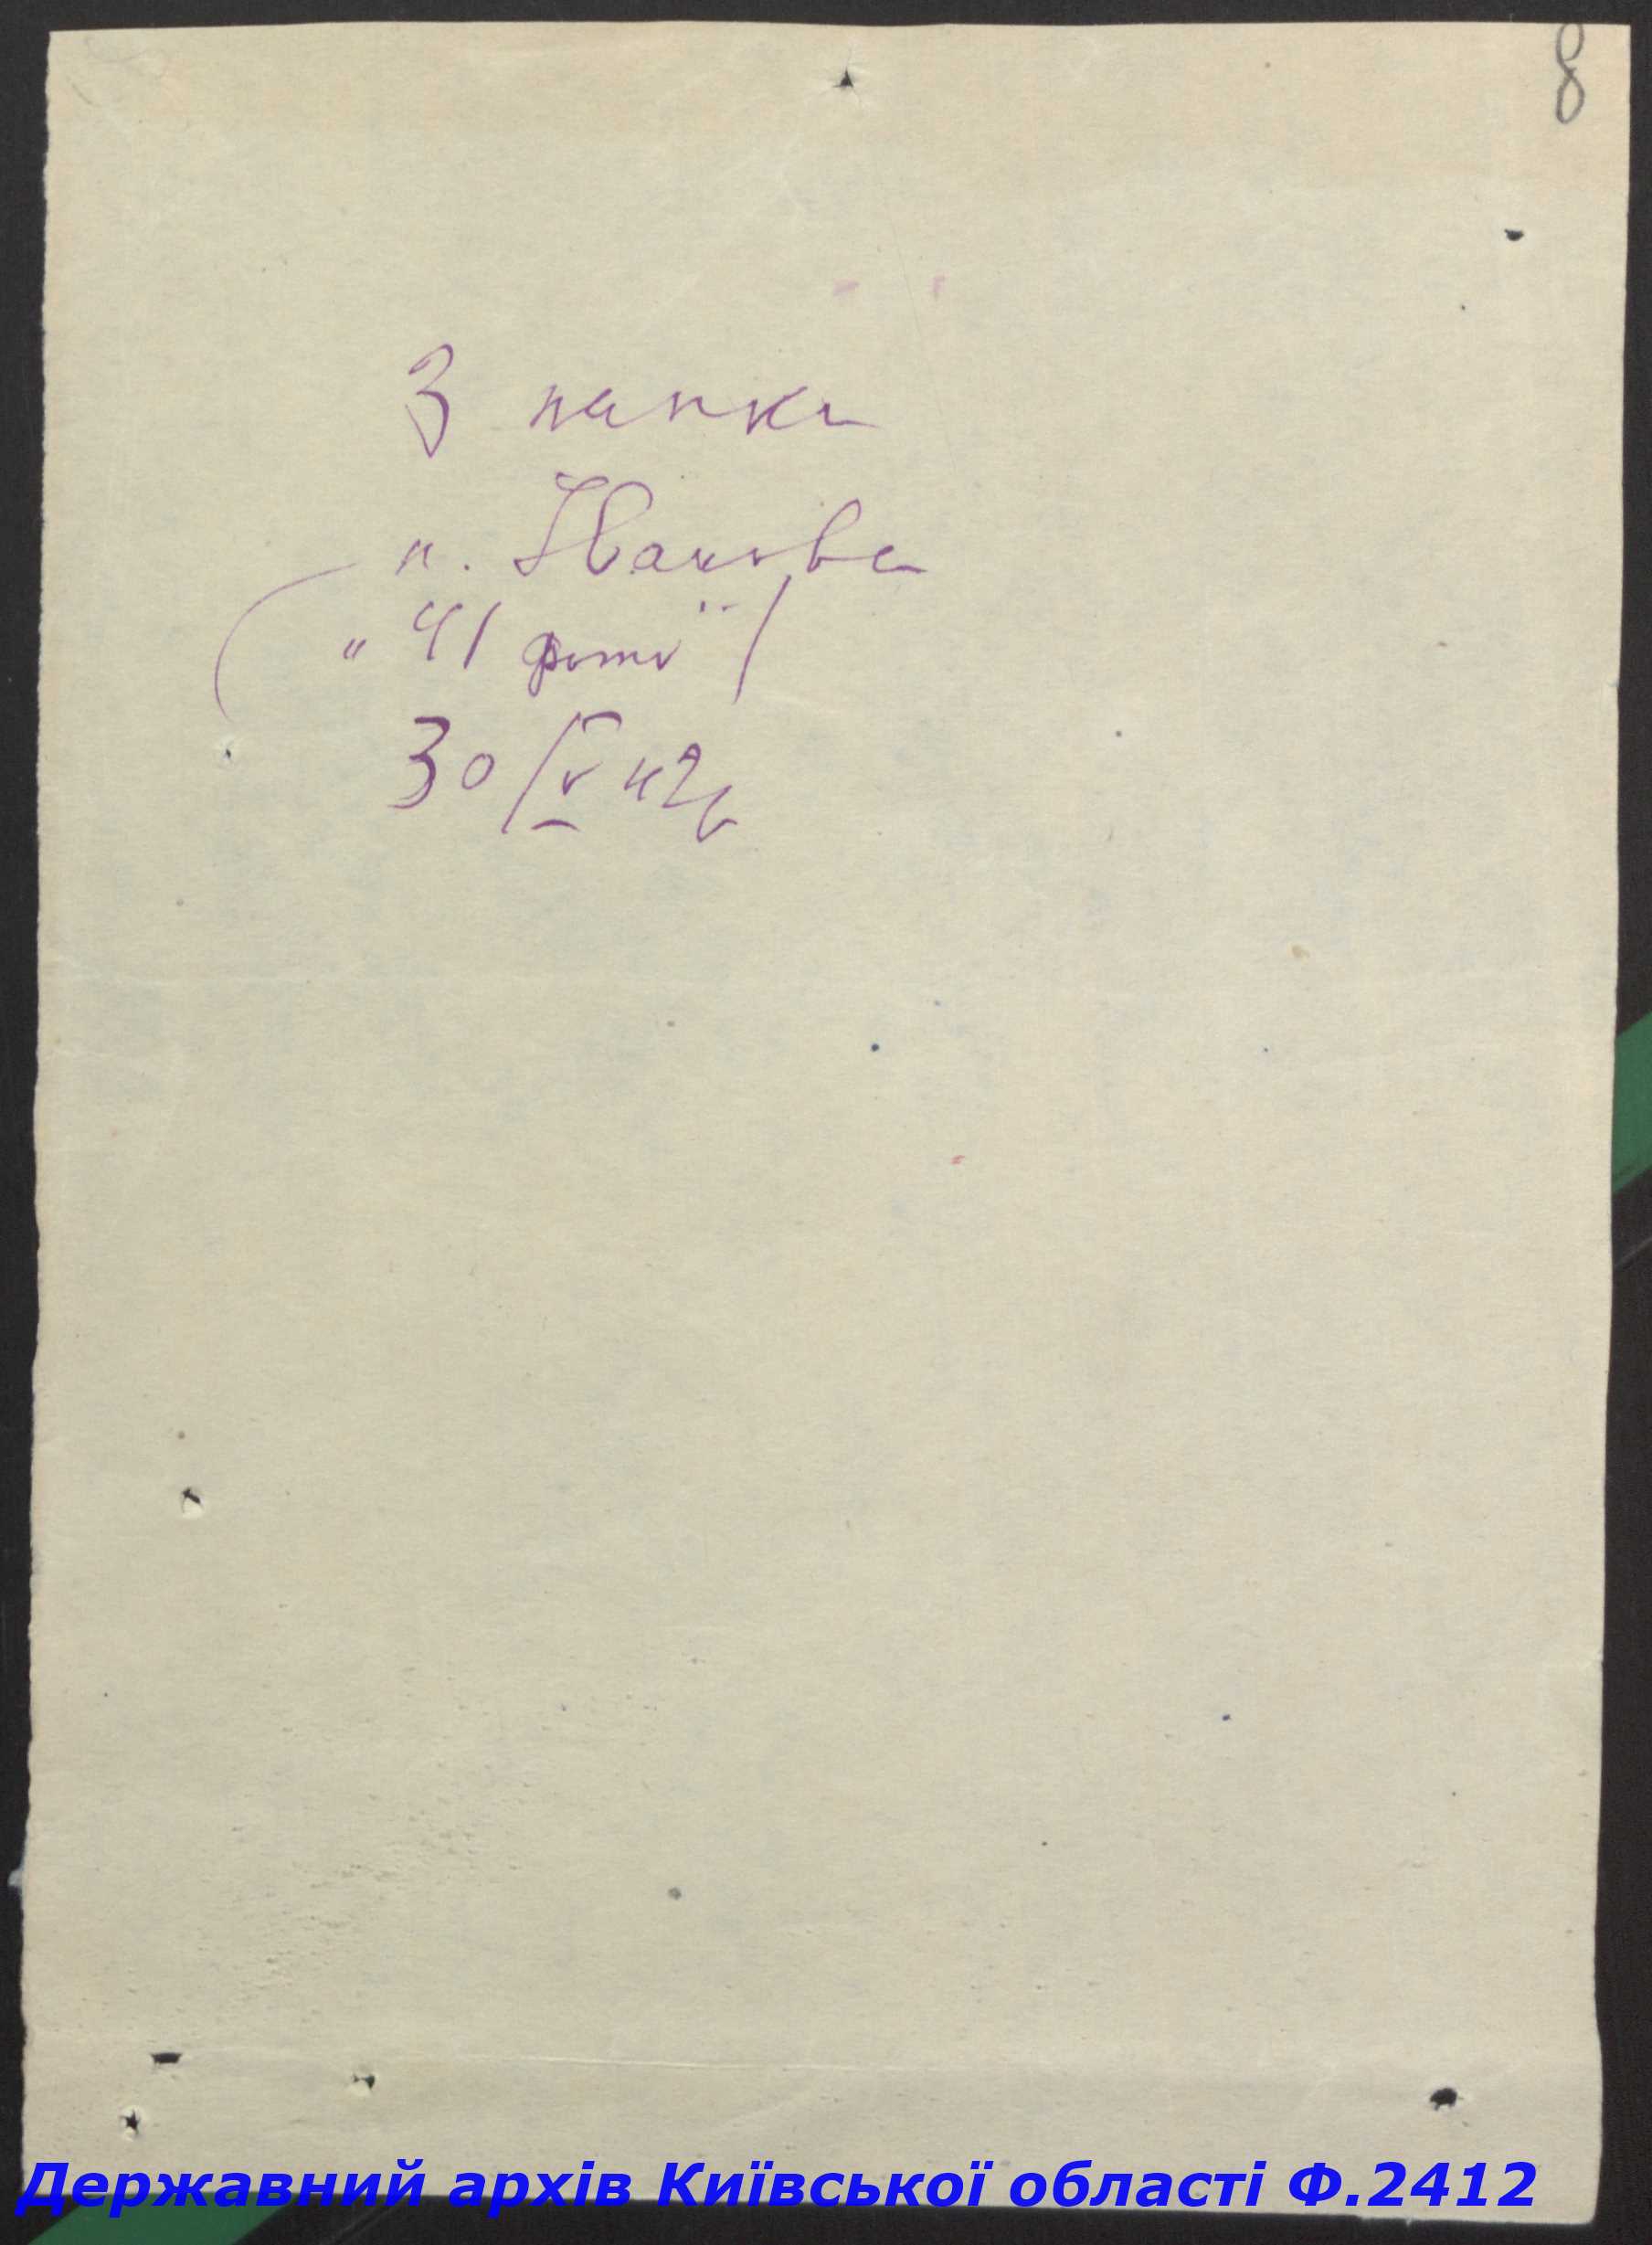 8
З папки
п. Іванова
(„41 фото")
30/V 42 р
Державний архів Київської області Ф.2412